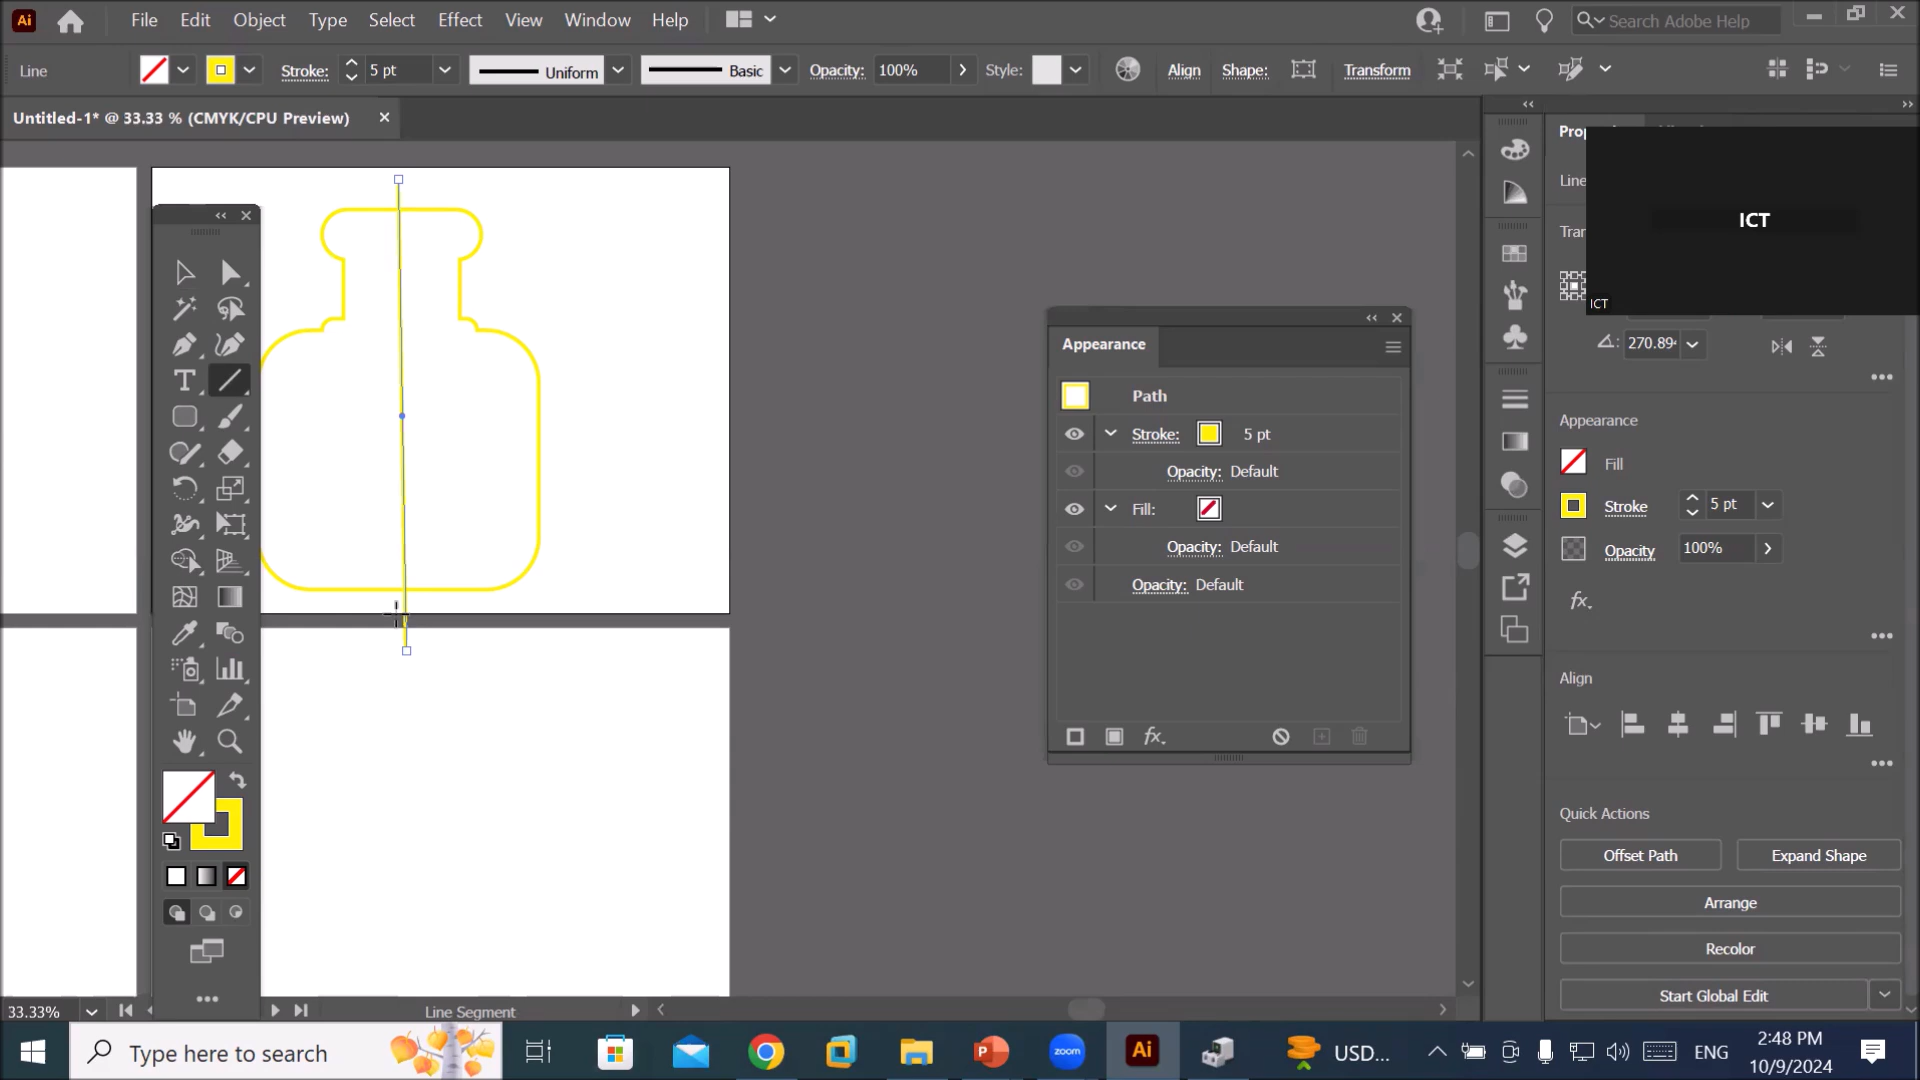 Ai File Edit Object Type Select Effect View Window Help Search Adobe Help
Line Stroke: 5 pt Uniform Basic Opacity: 100% Style: Align Shape: Transform
Untitled-1* @ 33.33 % (CMYK/CPU Preview)
ICT
ICT
Line
270.89
Appearance
Path
Stroke: 5 pt
Opacity: Default
Fill:
Opacity: Default
Opacity: Default
fx.
Appearance
Fill
Stroke 5 pt
Opacity 100%
fx.
Align
Quick Actions
Offset Path Expand Shape
Arrange
Recolor
Start Global Edit
T
33.33% Line Segment
Type here to search zoom Ai USD... ENG 2:48 PM
10/9/2024